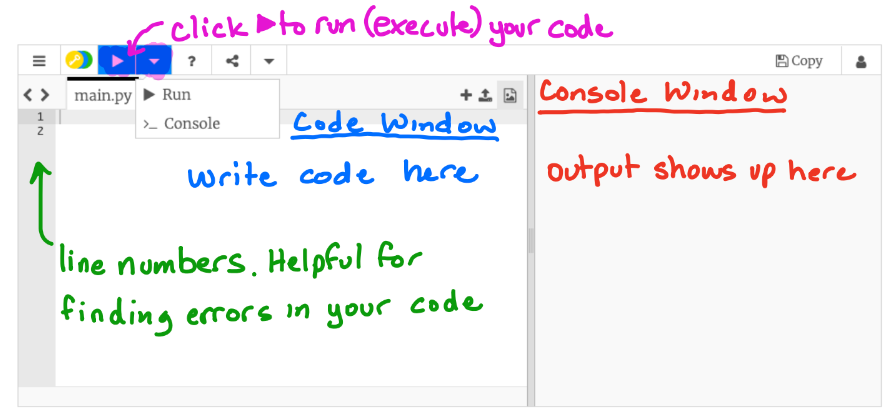 click ▶ to run (execute) your code
?
Copy
main.py
Run
>_ Console
1
2
Code Window
write code here
line numbers. Helpful for
finding errors in your code
Console Window
output shows up here